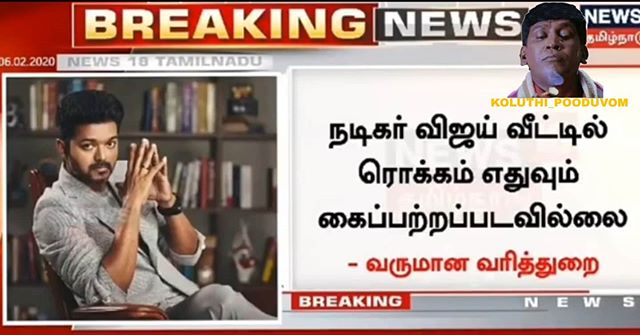 BREAKING NEWS
NEWS
தமிழ்நாடு
06.02.2020
NEWS 18 TAMILNADU
KOLUTHI_POODUVOM
நடிகர் விஜய் வீட்டில்
ரொக்கம் எதுவும்
கைப்பற்றப்படவில்லை
- வருமான வரித்துறை
BREAKING NEWS